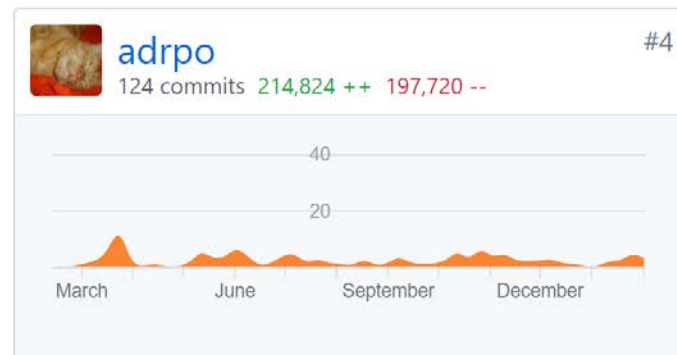 adrpo
#4
124 commits 214,824 ++ 197,720 --
40
20
March June September December